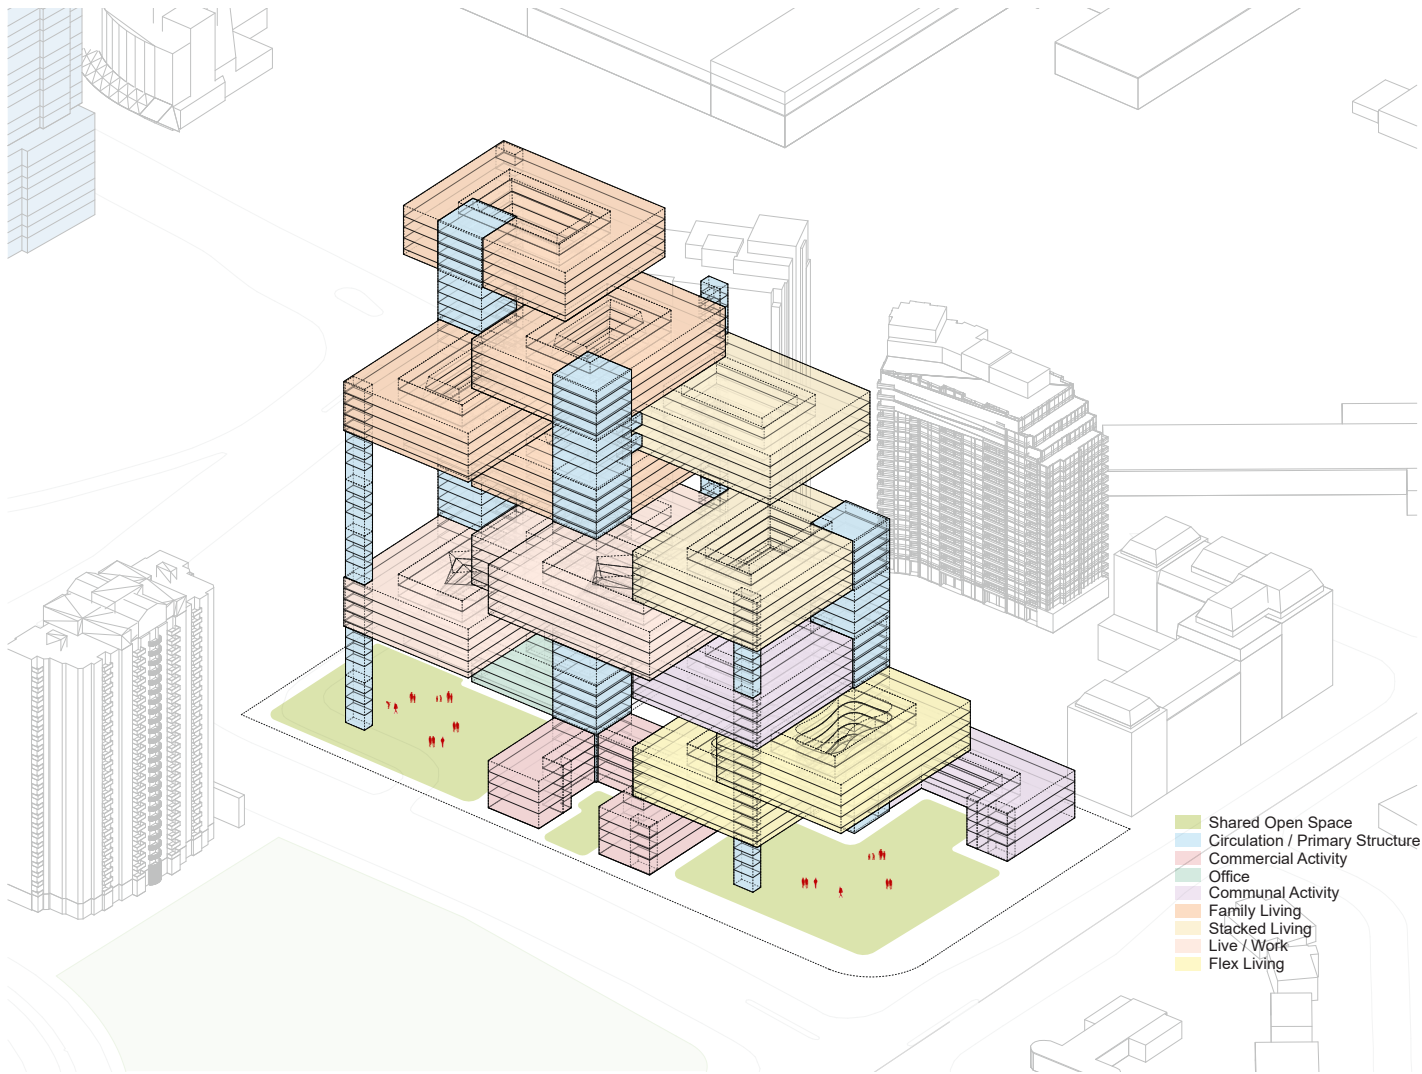 Shared Open Space
Circulation / Primary Structure
Commercial Activity
Office
Communal Activity
Family Living
Stacked Living
Live / Work
Flex Living